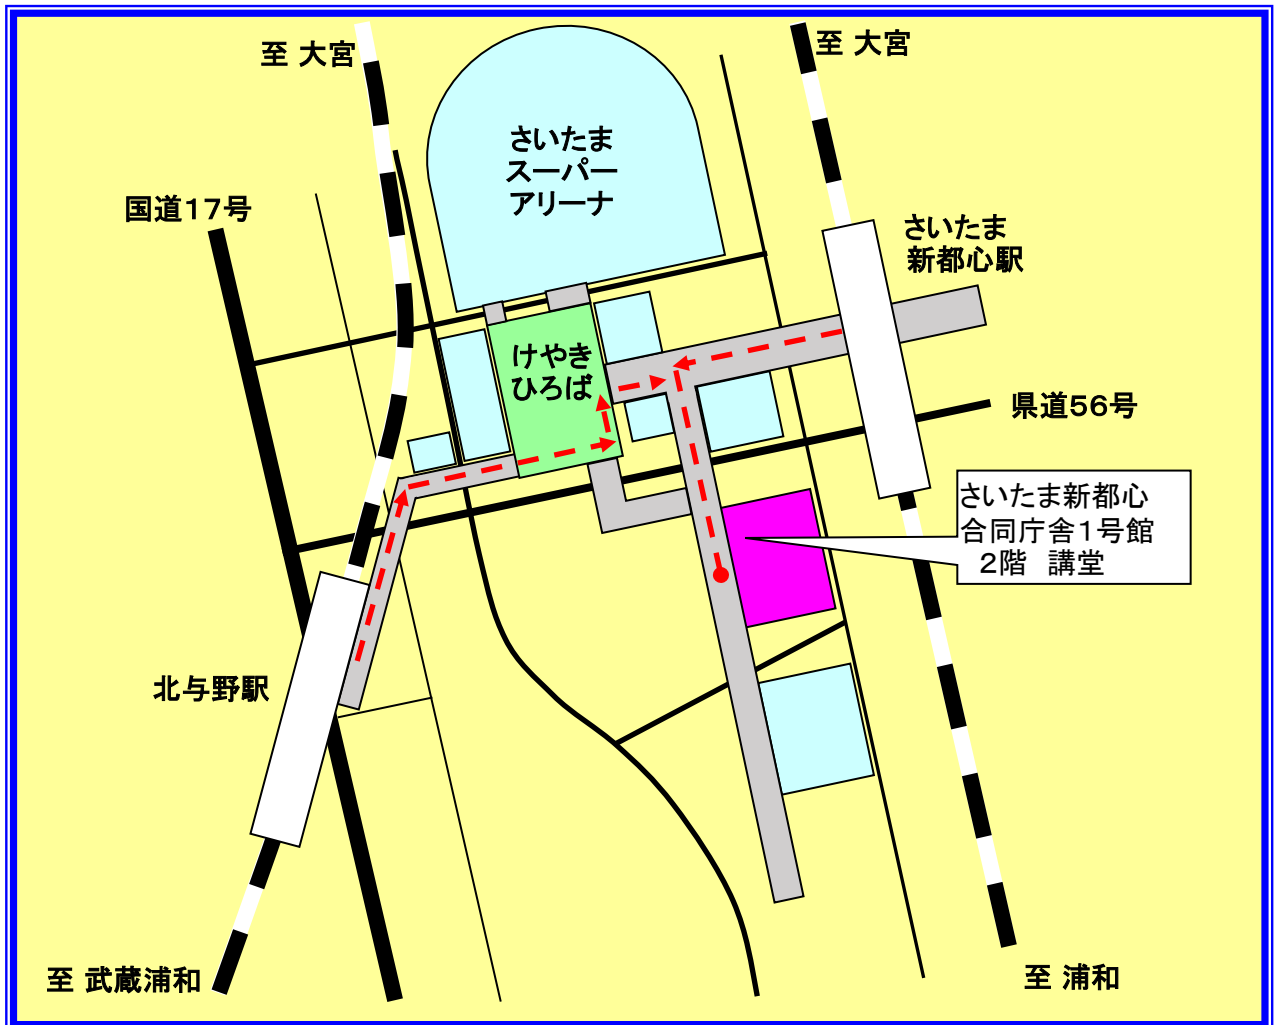 至 大宮
至 大宮
さいたま
スーパー
アリーナ
国道17号
さいたま
新都心駅
けやき
ひろば
県道56号
さいたま新都心
合同庁舎1号館
2階　講堂
北与野駅
至 武蔵浦和
至 浦和